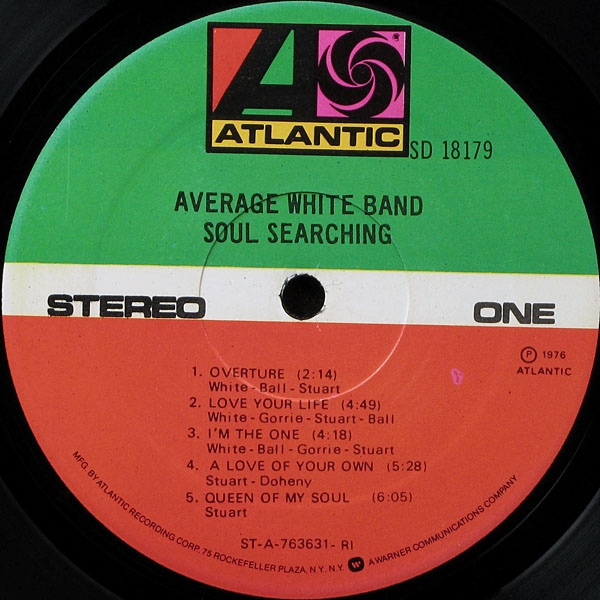 ATLANTIC
SD 18179
AVERAGE WHITE BAND
SOUL SEARCHING
STEREO
ONE
℗ 1976
ATLANTIC
1. OVERTURE (2:14)
White - Ball - Stuart
2. LOVE YOUR LIFE (4:49)
White - Gorrie - Stuart - Ball
3. I'M THE ONE (4:18)
White - Ball - Gorrie - Stuart
4. A LOVE OF YOUR OWN (5:28)
Stuart - Doheny
5. QUEEN OF MY SOUL (6:05)
Stuart
ST-A-763631- RI
MFG. BY ATLANTIC RECORDING CORP. 75 ROCKEFELLER PLAZA, N.Y. N.Y. W A WARNER COMMUNICATIONS COMPANY